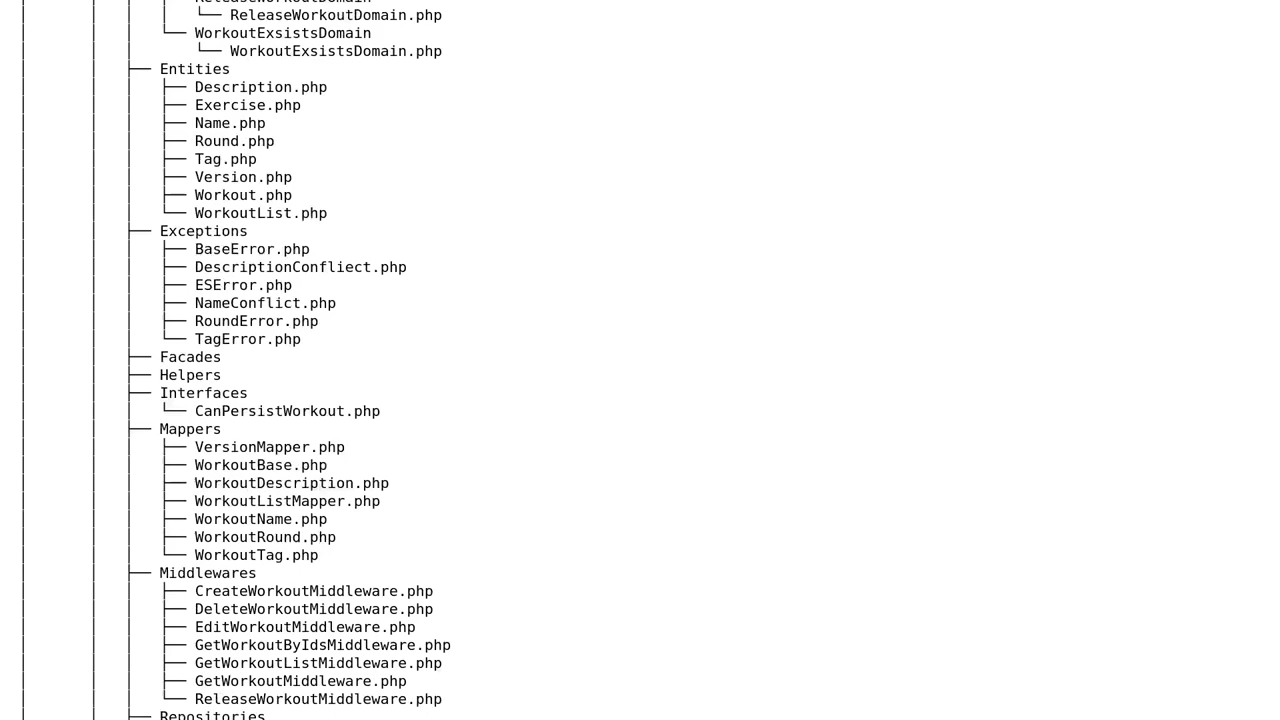 ReleaseWorkoutDomain
│       │   │   │   └── ReleaseWorkoutDomain.php
│       │   │   └── WorkoutExsistsDomain
│       │   │       └── WorkoutExsistsDomain.php
│       │   ├── Entities
│       │   │   ├── Description.php
│       │   │   ├── Exercise.php
│       │   │   ├── Name.php
│       │   │   ├── Round.php
│       │   │   ├── Tag.php
│       │   │   ├── Version.php
│       │   │   ├── Workout.php
│       │   │   └── WorkoutList.php
│       │   ├── Exceptions
│       │   │   ├── BaseError.php
│       │   │   ├── DescriptionConfliect.php
│       │   │   ├── ESError.php
│       │   │   ├── NameConflict.php
│       │   │   ├── RoundError.php
│       │   │   └── TagError.php
│       │   ├── Facades
│       │   ├── Helpers
│       │   ├── Interfaces
│       │   │   └── CanPersistWorkout.php
│       │   ├── Mappers
│       │   │   ├── VersionMapper.php
│       │   │   ├── WorkoutBase.php
│       │   │   ├── WorkoutDescription.php
│       │   │   ├── WorkoutListMapper.php
│       │   │   ├── WorkoutName.php
│       │   │   ├── WorkoutRound.php
│       │   │   └── WorkoutTag.php
│       │   ├── Middlewares
│       │   │   ├── CreateWorkoutMiddleware.php
│       │   │   ├── DeleteWorkoutMiddleware.php
│       │   │   ├── EditWorkoutMiddleware.php
│       │   │   ├── GetWorkoutByIdsMiddleware.php
│       │   │   ├── GetWorkoutListMiddleware.php
│       │   │   ├── GetWorkoutMiddleware.php
│       │   │   └── ReleaseWorkoutMiddleware.php
│       │   ├── Repositories